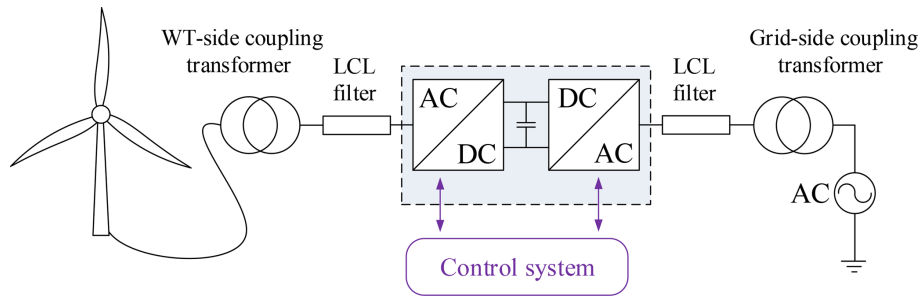 WT-side coupling
transformer
LCL
filter
AC
DC
DC
AC
LCL
filter
Grid-side coupling
transformer
AC
Control system